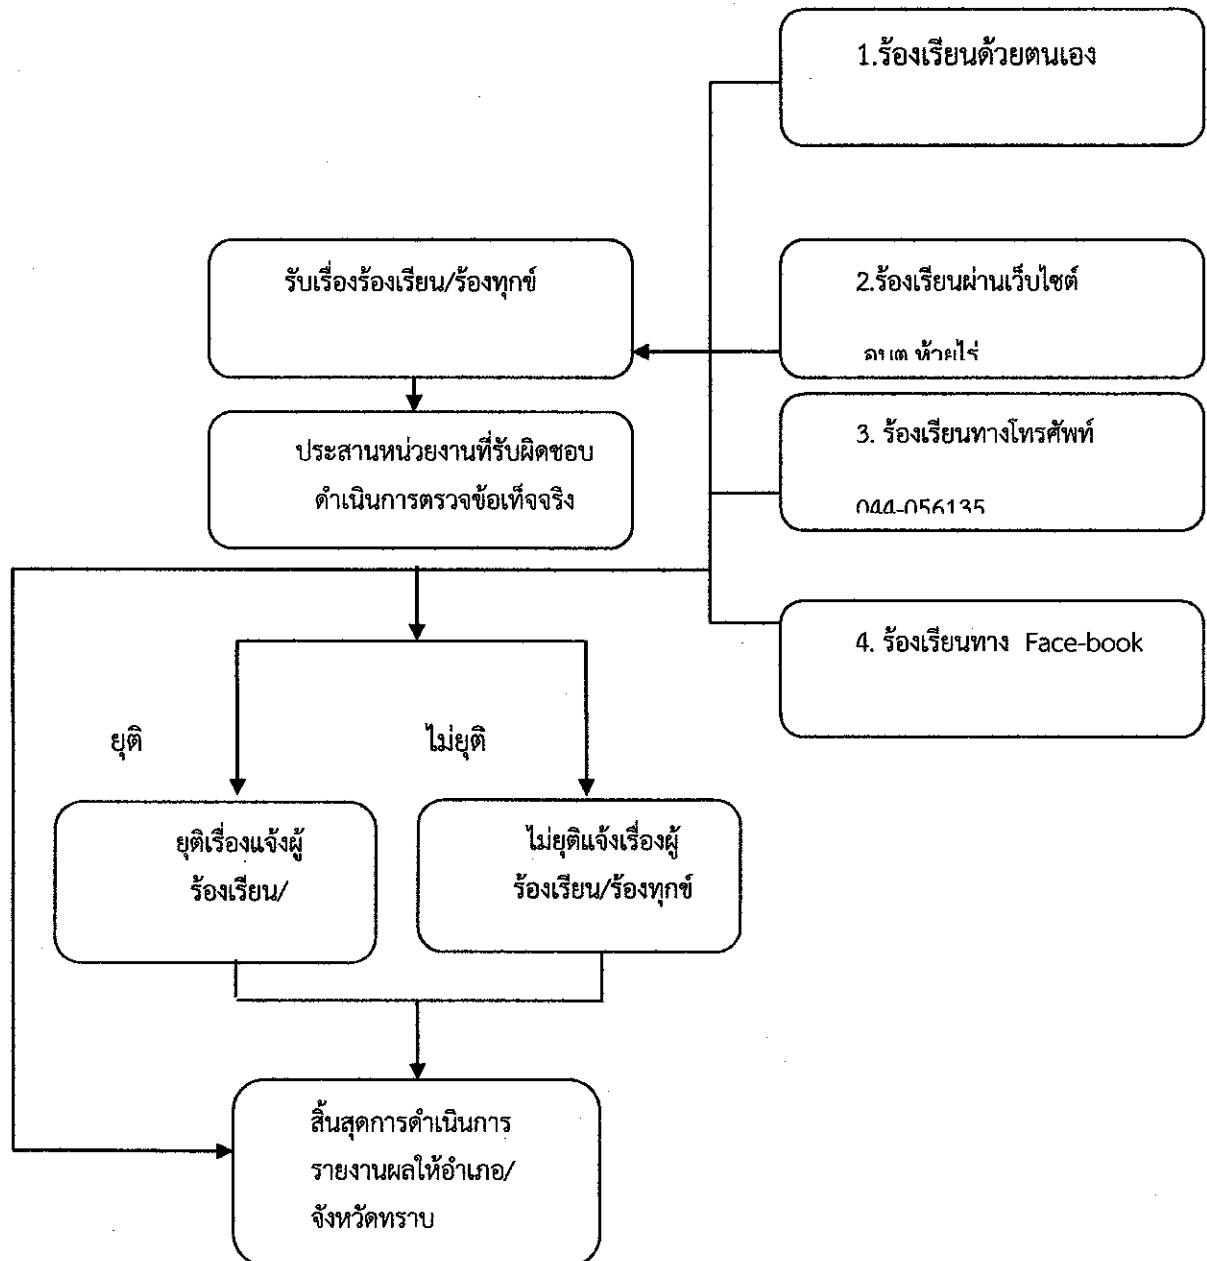 1.ร้องเรียนด้วยตนเอง
รับเรื่องร้องเรียน/ร้องทุกข์
2.ร้องเรียนผ่านเว็บไซต์
อบต.ห้วยไร่
ประสานหน่วยงานที่รับผิดชอบ
ดำเนินการตรวจข้อเท็จจริง
3. ร้องเรียนทางโทรศัพท์
044-056135
4. ร้องเรียนทาง Face-book
ยุติ
ไม่ยุติ
ยุติเรื่องแจ้งผู้
ร้องเรียน/
ไม่ยุติแจ้งเรื่องผู้
ร้องเรียน/ร้องทุกข์
สิ้นสุดการดำเนินการ
รายงานผลให้อำเภอ/
จังหวัดทราบ